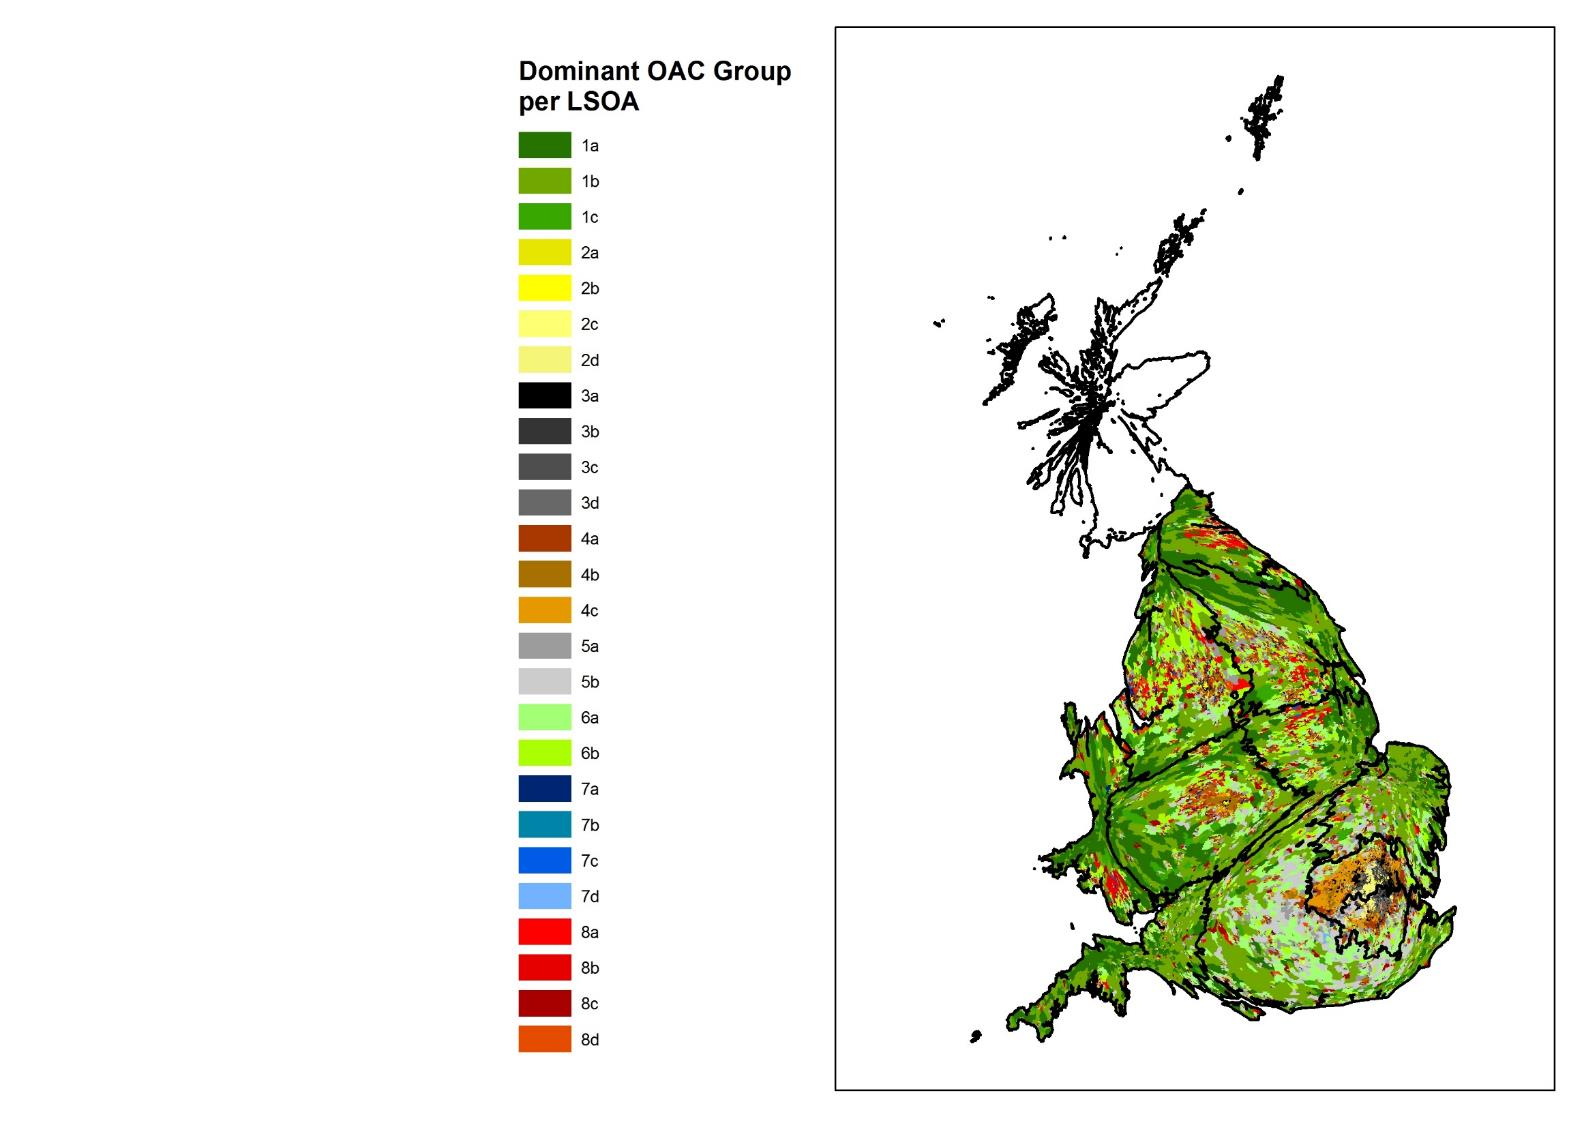 Dominant OAC Group
per LSOA
1a
1b
1c
2a
2b
2c
2d
3a
3b
3c
3d
4a
4b
4c
5a
5b
6a
6b
7a
7b
7c
7d
8a
8b
8c
8d